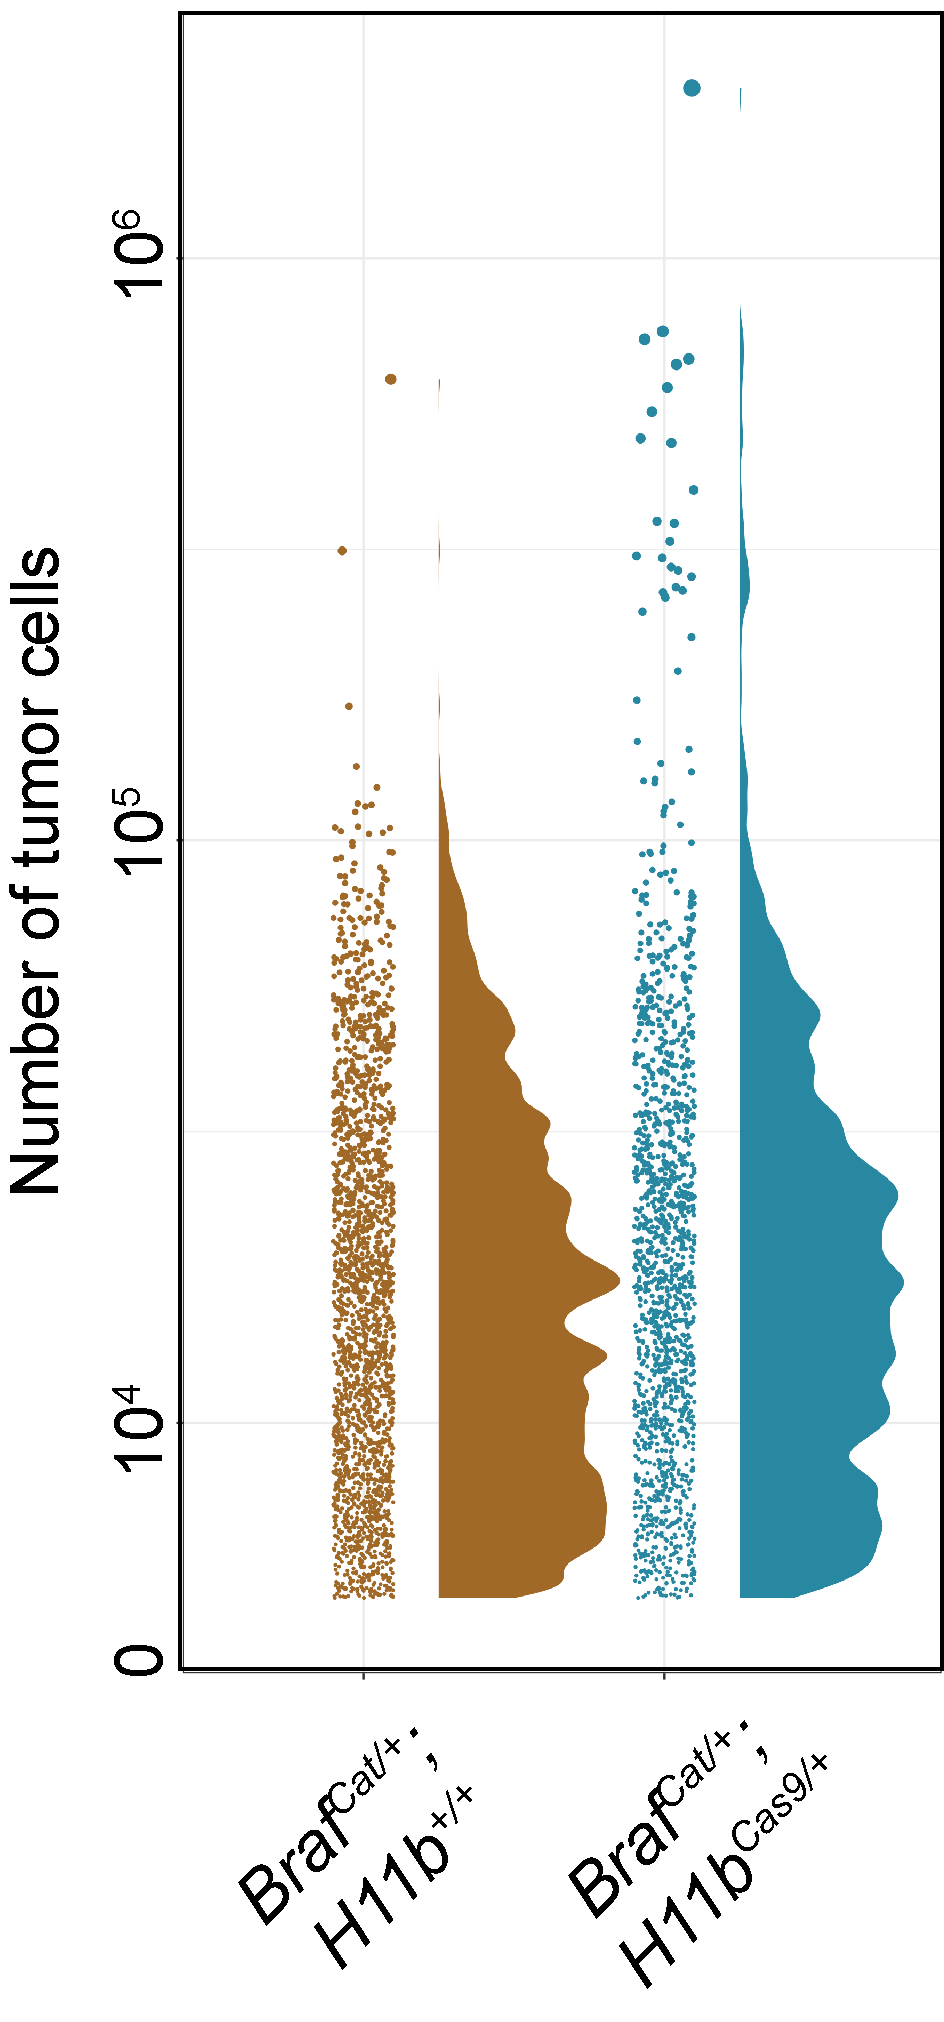 Number of tumor cells
10⁶
10⁵
10⁴
0
Braf^Cat/+;
H11b^+/+
Braf^Cat/+;
H11b^Cas9/+